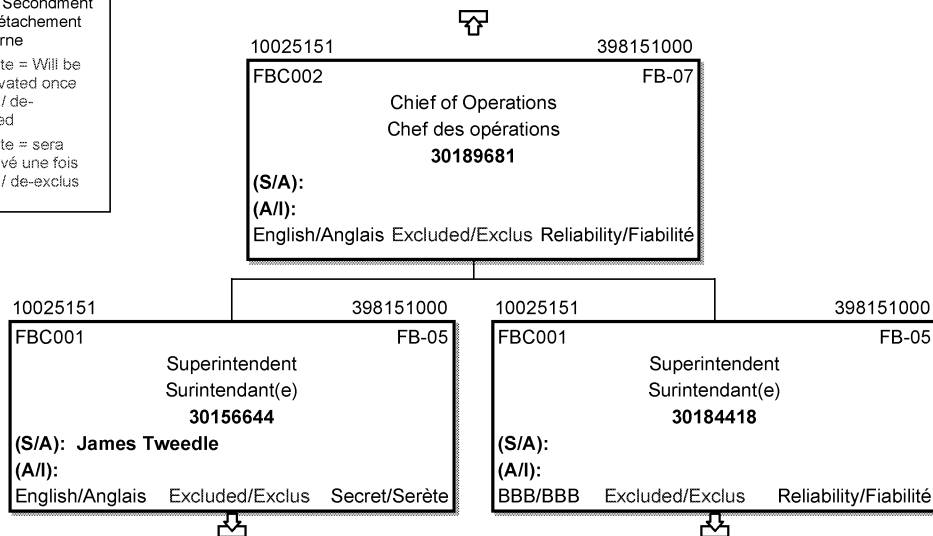 Secondment
étachement
rne
te = Will be
vated once
/ de-
ed
te = sera
vé une fois
/ de-exclus
10025151 398151000
FBC002 FB-07
Chief of Operations
Chef des opérations
30189681
(S/A):
(A/I):
English/Anglais Excluded/Exclus Reliability/Fiabilité
10025151 398151000
FBC001 FB-05
Superintendent
Surintendant(e)
30156644
(S/A): James Tweedle
(A/I):
English/Anglais Excluded/Exclus Secret/Serète
10025151 398151000
FBC001 FB-05
Superintendent
Surintendant(e)
30184418
(S/A):
(A/I):
BBB/BBB Excluded/Exclus Reliability/Fiabilité